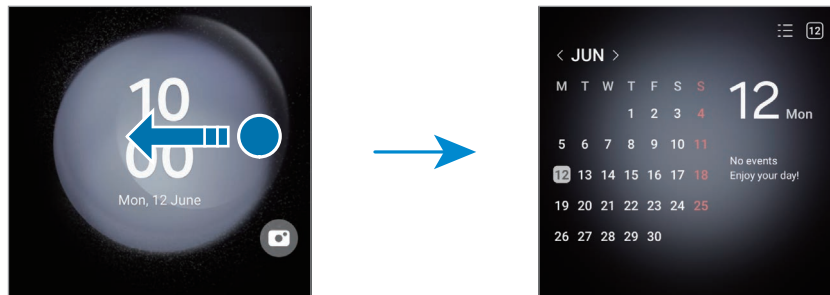 10
00
Mon, 12 June
12
< JUN >
M T W T F S S
1 2 3 4
5 6 7 8 9 10 11
12 13 14 15 16 17 18
19 20 21 22 23 24 25
26 27 28 29 30
12 Mon
No events
Enjoy your day!